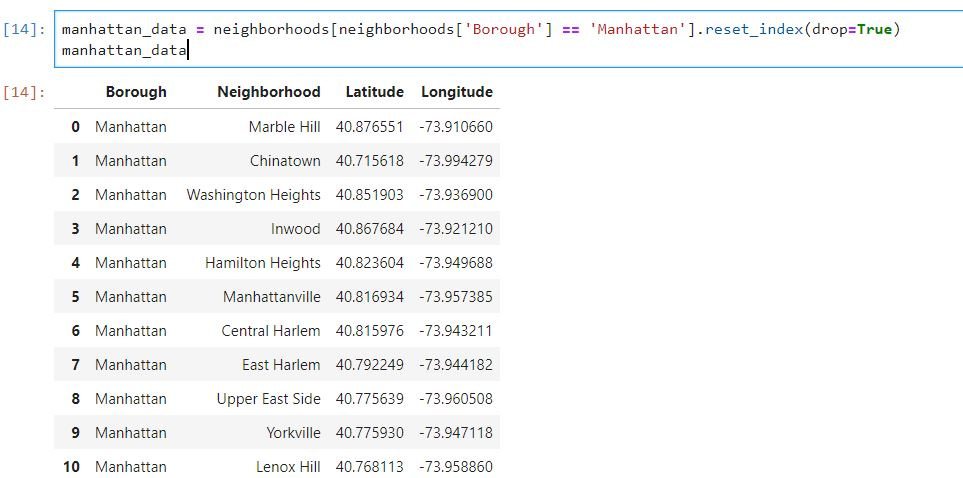 [14]: manhattan_data = neighborhoods[neighborhoods['Borough'] == 'Manhattan'].reset_index(drop=True)
manhattan_data
[14]: Borough Neighborhood Latitude Longitude
0 Manhattan Marble Hill 40.876551 -73.910660
1 Manhattan Chinatown 40.715618 -73.994279
2 Manhattan Washington Heights 40.851903 -73.936900
3 Manhattan Inwood 40.867684 -73.921210
4 Manhattan Hamilton Heights 40.823604 -73.949688
5 Manhattan Manhattanville 40.816934 -73.957385
6 Manhattan Central Harlem 40.815976 -73.943211
7 Manhattan East Harlem 40.792249 -73.944182
8 Manhattan Upper East Side 40.775639 -73.960508
9 Manhattan Yorkville 40.775930 -73.947118
10 Manhattan Lenox Hill 40.768113 -73.958860